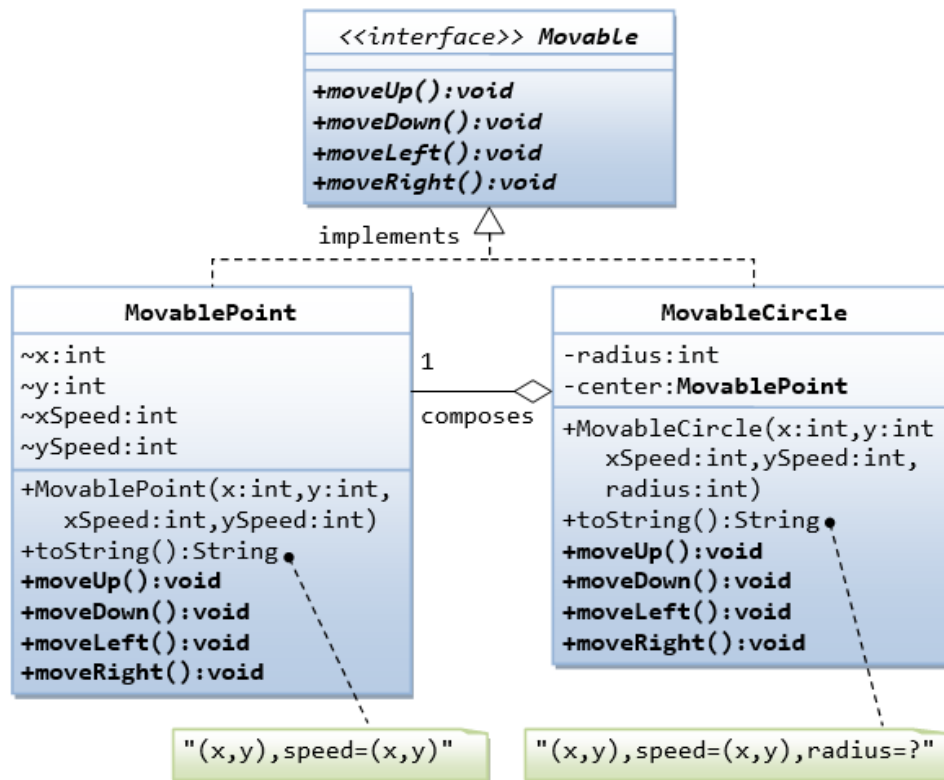 <<interface>> Movable
+moveUp():void
+moveDown():void
+moveLeft():void
+moveRight():void
implements
MovablePoint
~x:int
~y:int
~xSpeed:int
~ySpeed:int
+MovablePoint(x:int,y:int,
xSpeed:int,ySpeed:int)
+toString():String
+moveUp():void
+moveDown():void
+moveLeft():void
+moveRight():void
"(x,y),speed=(x,y)"
1
composes
MovableCircle
-radius:int
-center:MovablePoint
+MovableCircle(x:int,y:int
xSpeed:int,ySpeed:int,
radius:int)
+toString():String
+moveUp():void
+moveDown():void
+moveLeft():void
+moveRight():void
"(x,y),speed=(x,y),radius=?"